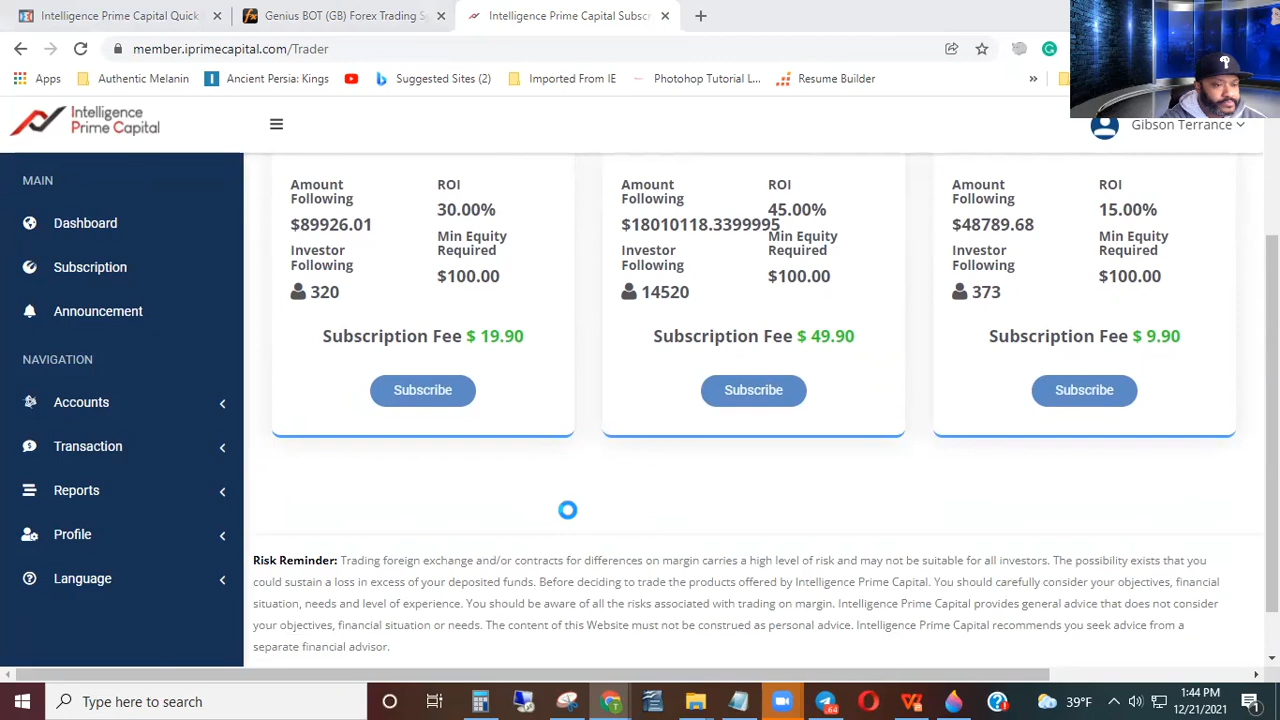 Intelligence Prime Capital Quick
Genius BOT (GB) Forex Trading S
Intelligence Prime Capital Subscr
member.iprimecapital.com/Trader
Apps
Authentic Melanin
Ancient Persia: Kings
Suggested Sites (2)
Imported From IE
Photohop Tutorial L...
Resume Builder
»
Intelligence
Prime Capital
Gibson Terrance
MAIN
Dashboard
Subscription
Announcement
NAVIGATION
Accounts
Transaction
Reports
Profile
Language
Amount
Following
$89926.01
Investor
Following
320
ROI
30.00%
Min Equity
Required
$100.00
Subscription Fee $ 19.90
Subscribe
Amount
Following
$18010118.3399995
Investor
Following
14520
ROI
45.00%
Min Equity
Required
$100.00
Subscription Fee $ 49.90
Subscribe
Amount
Following
$48789.68
Investor
Following
373
ROI
15.00%
Min Equity
Required
$100.00
Subscription Fee $ 9.90
Subscribe
Risk Reminder: Trading foreign exchange and/or contracts for differences on margin carries a high level of risk and may not be suitable for all investors. The possibility exists that you
could sustain a loss in excess of your deposited funds. Before deciding to trade the products offered by Intelligence Prime Capital. You should carefully consider your objectives, financial
situation, needs and level of experience. You should be aware of all the risks associated with trading on margin. Intelligence Prime Capital provides general advice that does not consider
your objectives, financial situation or needs. The content of this Website must not be construed as personal advice. Intelligence Prime Capital recommends you seek advice from a
separate financial advisor.
Type here to search
64
39°F
1:44 PM
12/21/2021
1